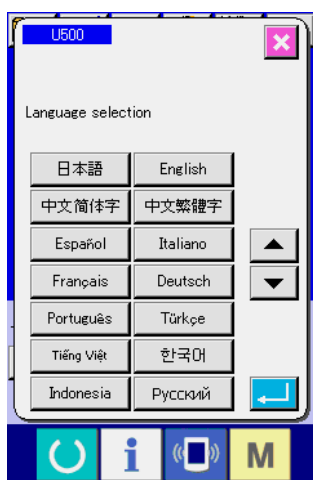 U500
Language selection
日本語 English
中文简体字 中文繁體字
Español Italiano
Français Deutsch
Português Türkçe
Tiếng Việt 한국어
Indonesia Русский
i M